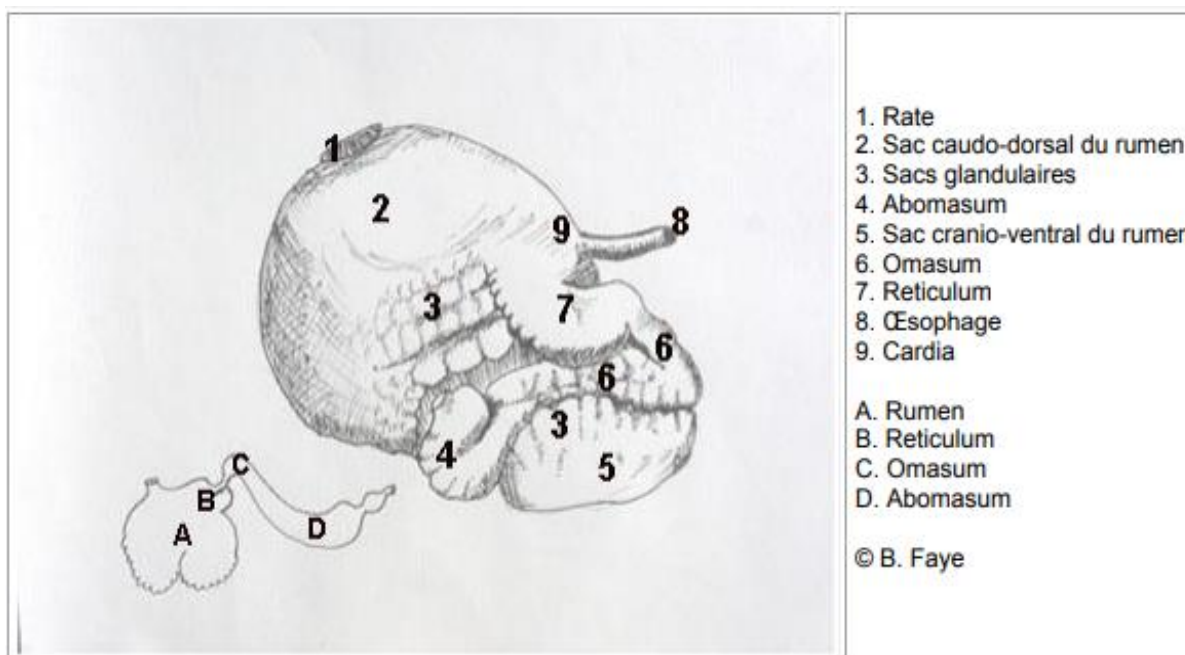 1
2
3
9
8
7
6
6
3
4
5
C
B
A
D
1. Rate
2. Sac caudo-dorsal du rumen
3. Sacs glandulaires
4. Abomasum
5. Sac cranio-ventral du rumen
6. Omasum
7. Reticulum
8. Œsophage
9. Cardia
A. Rumen
B. Reticulum
C. Omasum
D. Abomasum
© B. Faye